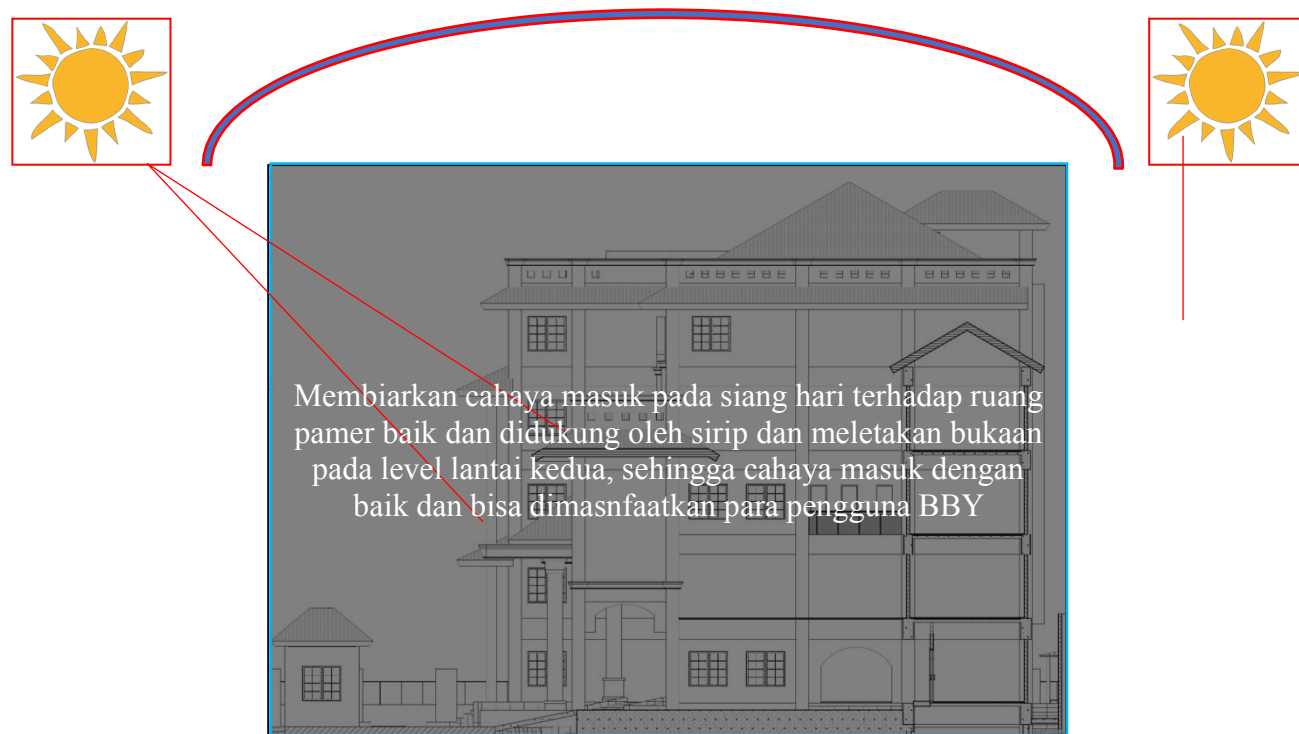 Membiarkan cahaya masuk pada siang hari terhadap ruang
pamer baik dan didukung oleh sirip dan meletakan bukaan
pada level lantai kedua, sehingga cahaya masuk dengan
baik dan bisa dimasnfaatkan para pengguna BBY